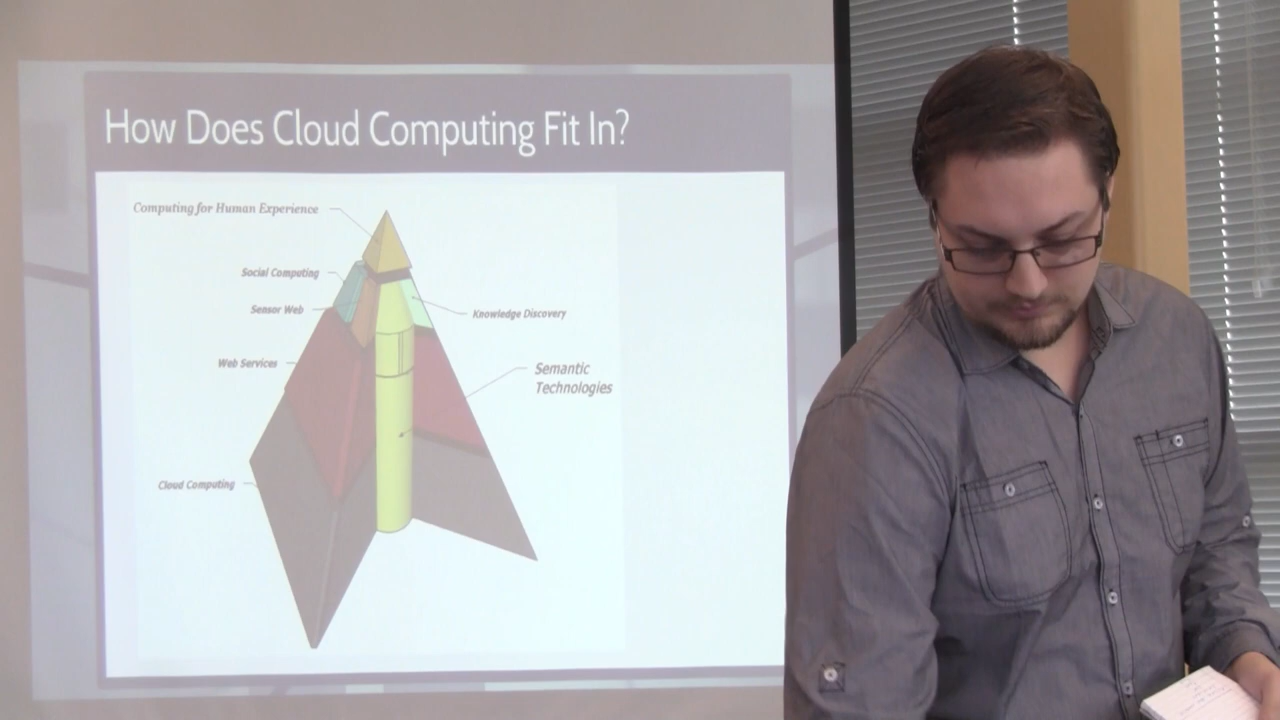 How Does Cloud Computing Fit In?
Computing for Human Experience
Social Computing
Sensor Web
Knowledge Discovery
Web Services
Semantic
Technologies
Cloud Computing